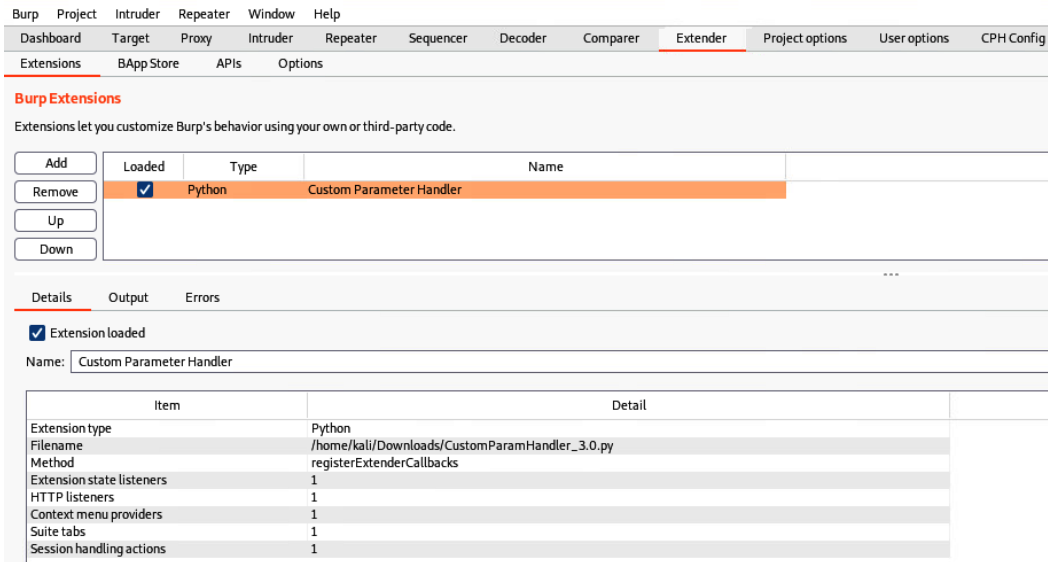 Burp Project Intruder Repeater Window Help
Dashboard Target Proxy Intruder Repeater Sequencer Decoder Comparer Extender Project options User options CPH Config
Extensions BApp Store APIs Options
Burp Extensions
Extensions let you customize Burp's behavior using your own or third-party code.
Add
Remove
Up
Down
Loaded Type Name
Python Custom Parameter Handler
Details Output Errors
Extension loaded
Name: Custom Parameter Handler
Item Detail
Extension type Python
Filename /home/kali/Downloads/CustomParamHandler_3.0.py
Method registerExtenderCallbacks
Extension state listeners 1
HTTP listeners 1
Context menu providers 1
Suite tabs 1
Session handling actions 1